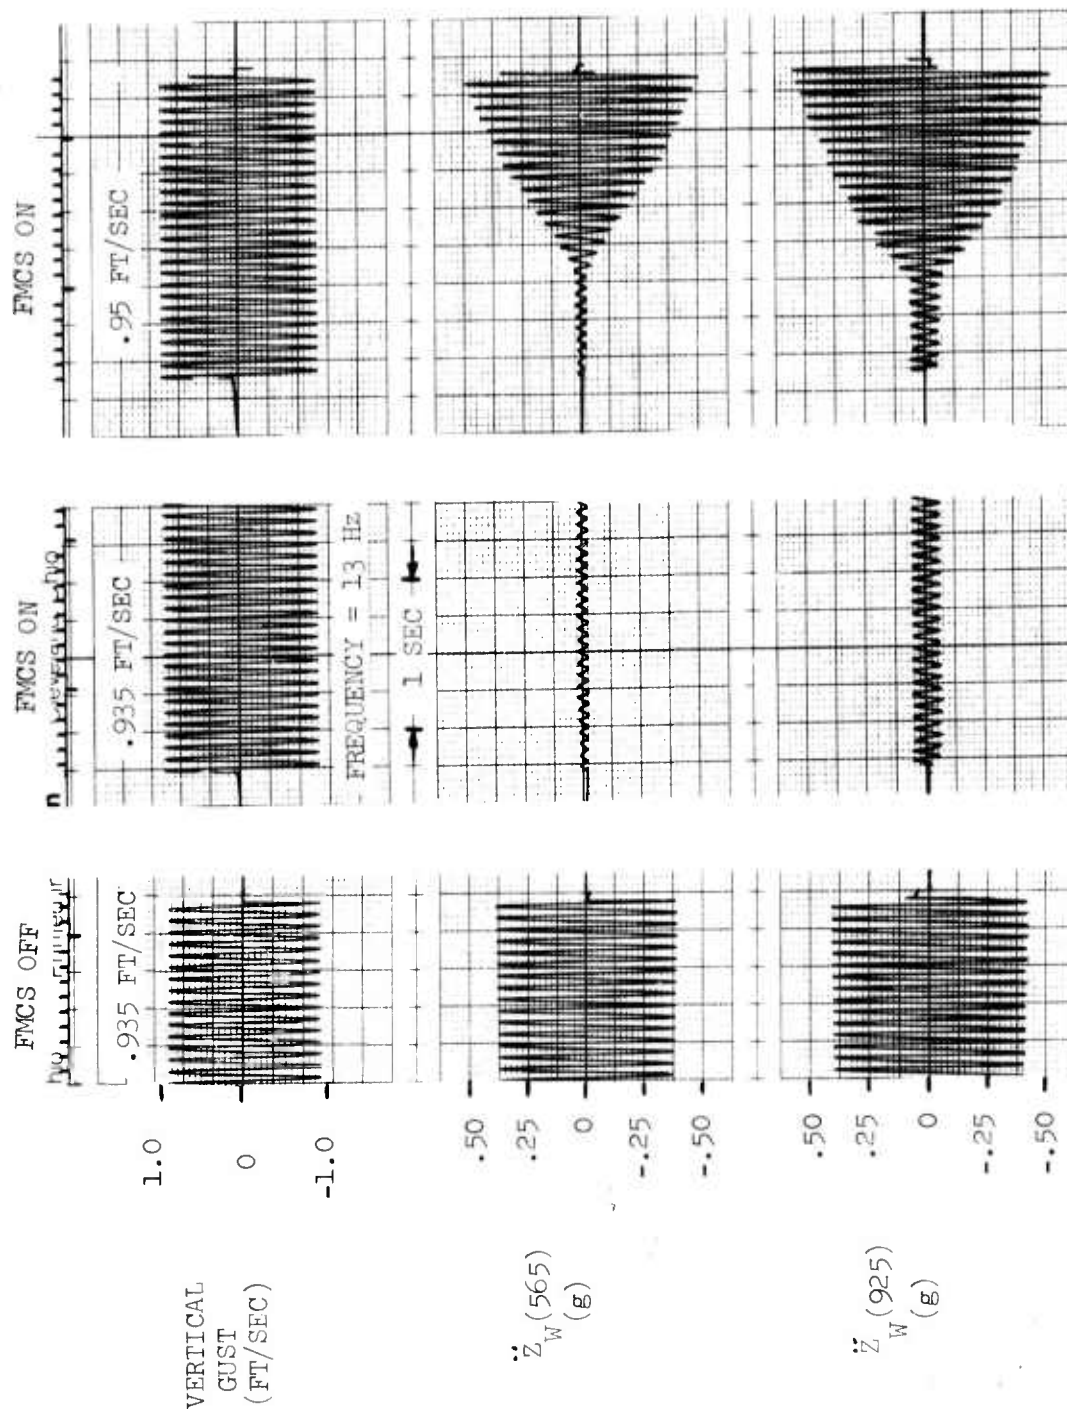 FMCS OFF
FMCS ON
FMCS ON
VERTICAL
GUST
(FT/SEC)
1.0
0
-1.0
.935 FT/SEC
.935 FT/SEC
.95 FT/SEC
FREQUENCY = 13 Hz
1 SEC
Z̈W(565)
(g)
.50
.25
0
-.25
-.50
Z̈W(925)
(g)
.50
.25
0
-.25
-.50